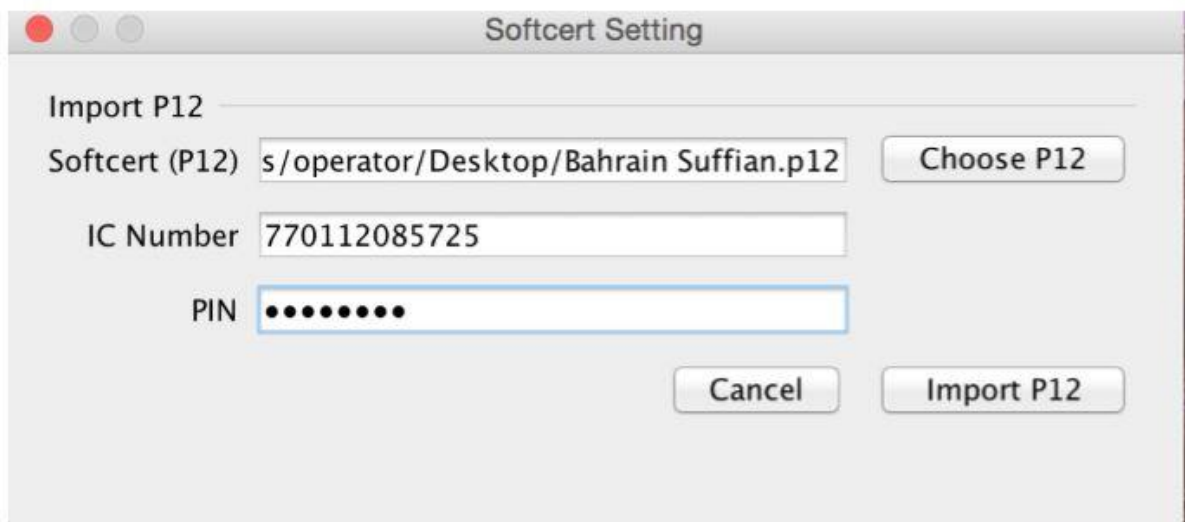 Softcert Setting
Import P12
Softcert (P12) s/operator/Desktop/Bahrain Suffian.p12 Choose P12
IC Number 770112085725
PIN ••••••••
Cancel Import P12